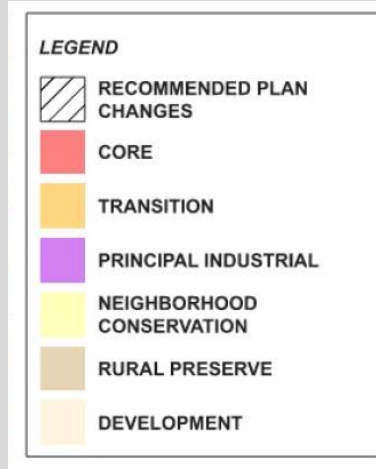 LEGEND
RECOMMENDED PLAN
CHANGES
CORE
TRANSITION
PRINCIPAL INDUSTRIAL
NEIGHBORHOOD
CONSERVATION
RURAL PRESERVE
DEVELOPMENT